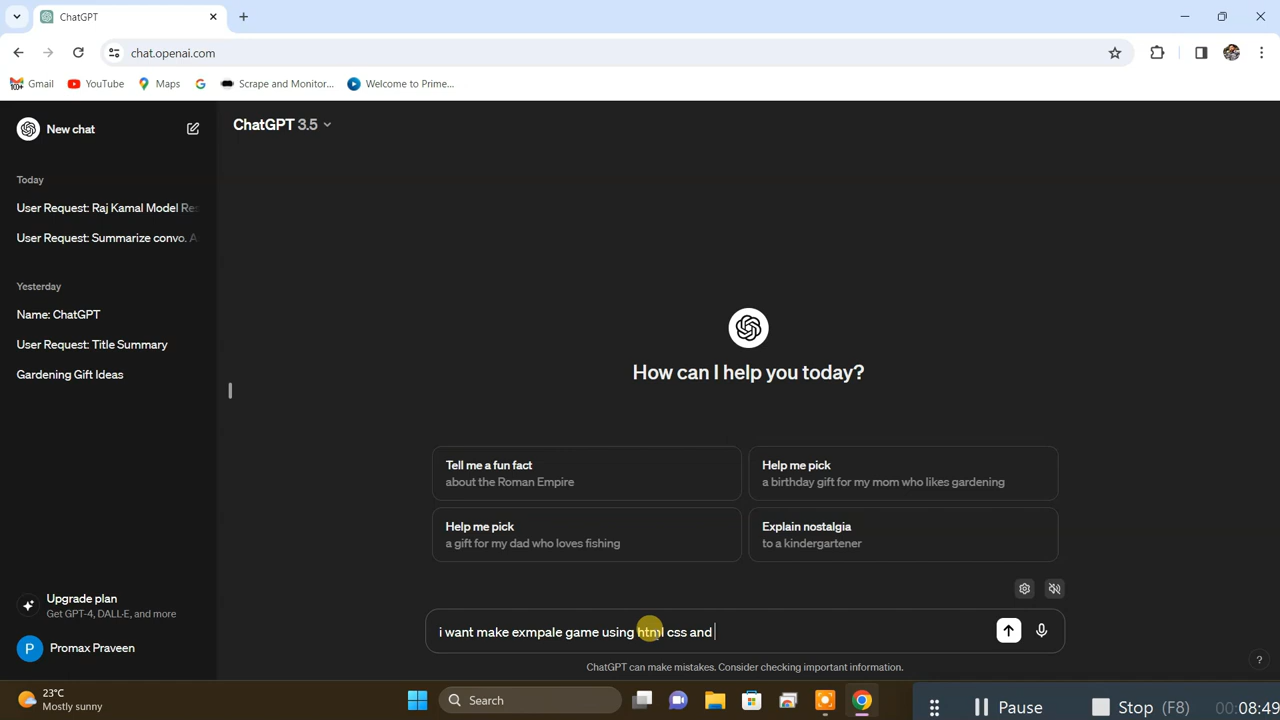 ChatGPT
chat.openai.com
100+ Gmail
YouTube
Maps
Scrape and Monitor...
Welcome to Prime...
New chat
ChatGPT 3.5
Today
User Request: Raj Kamal Model Re
User Request: Summarize convo. A
Yesterday
Name: ChatGPT
User Request: Title Summary
Gardening Gift Ideas
How can I help you today?
Tell me a fun fact
about the Roman Empire
Help me pick
a birthday gift for my mom who likes gardening
Help me pick
a gift for my dad who loves fishing
Explain nostalgia
to a kindergartener
Upgrade plan
Get GPT-4, DALL·E, and more
P Promax Praveen
i want make exmpale game using html css and
ChatGPT can make mistakes. Consider checking important information.
?
23°C
Mostly sunny
Search
Pause
Stop (F8)
00:08:49